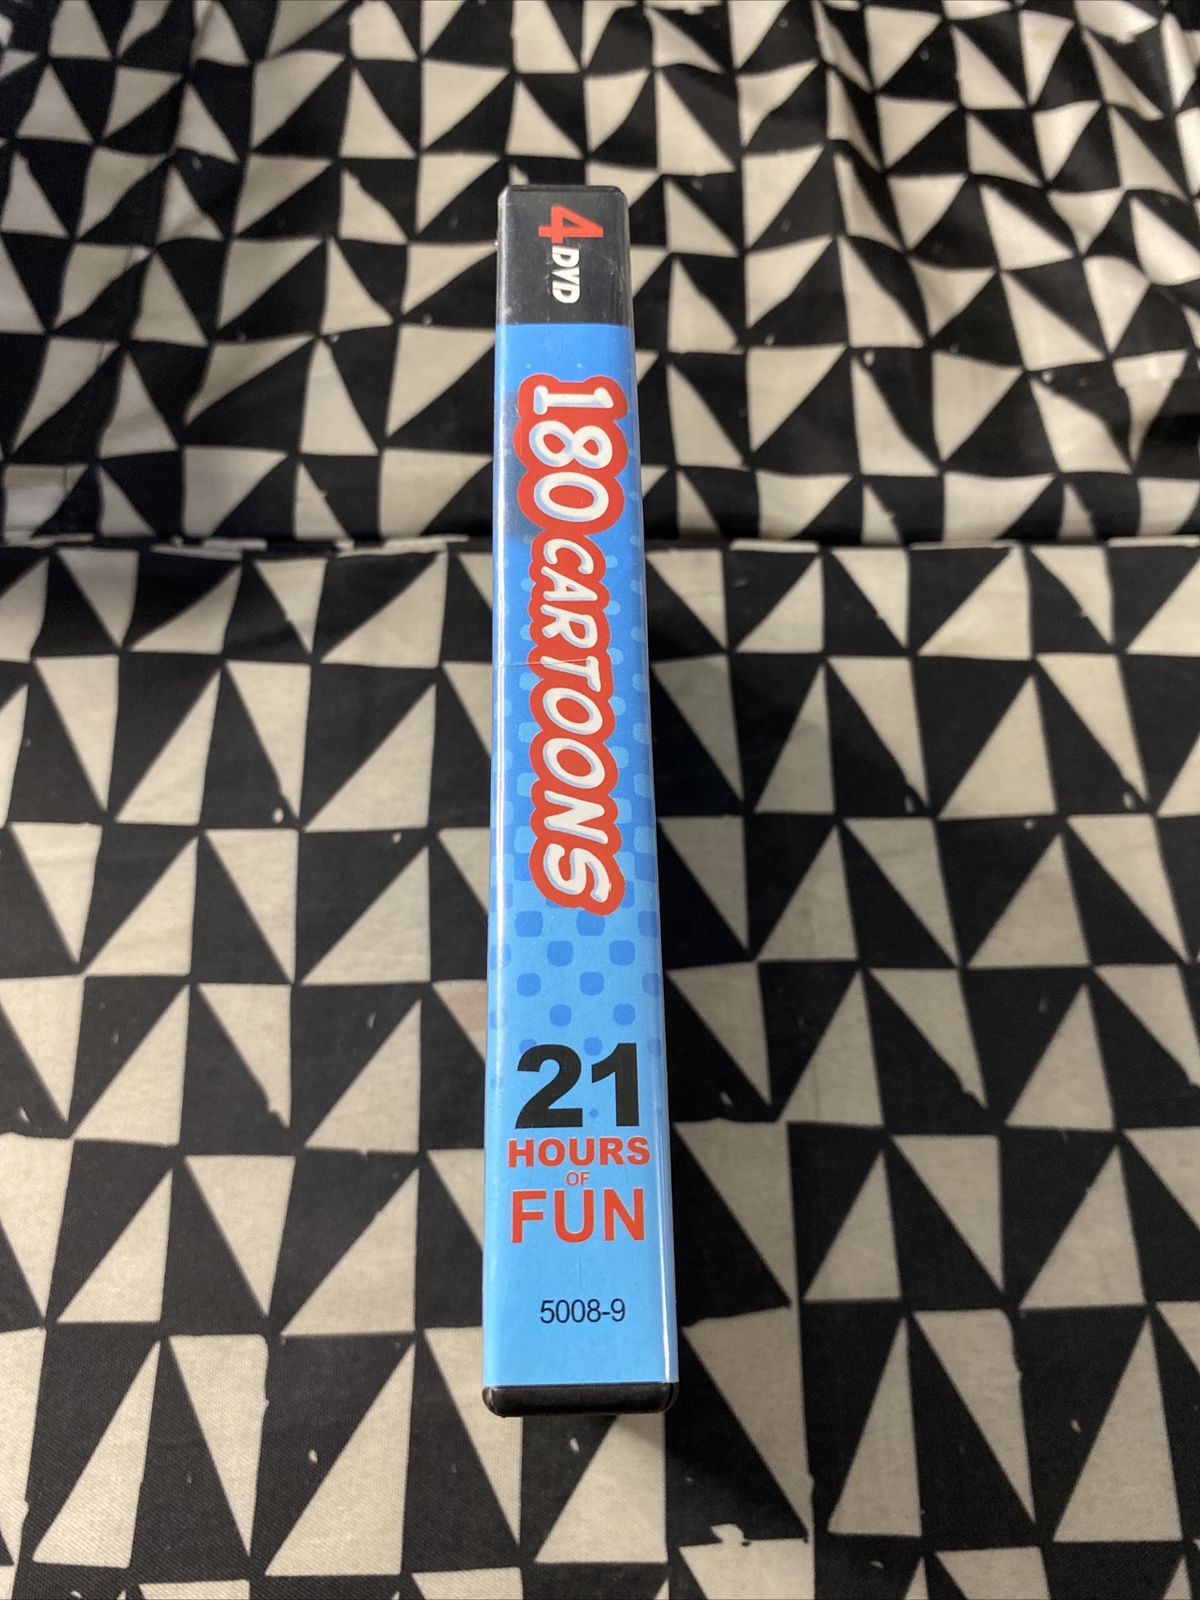 4 DVD
180 CARTOONS
21
HOURS
OF
FUN
5008-9